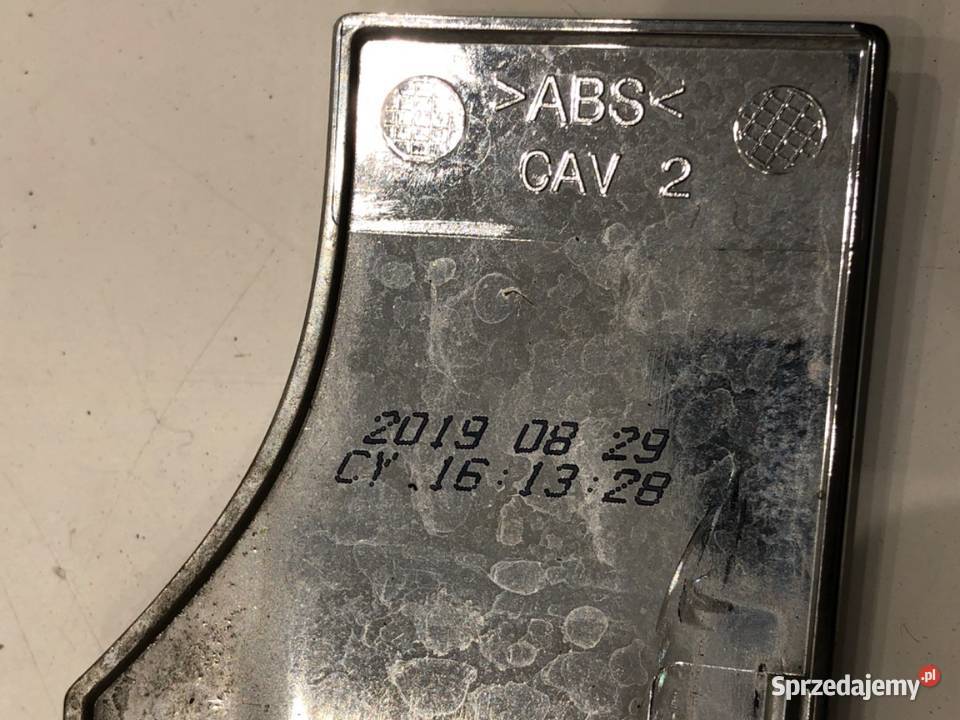 >ABS<
CAV 2
2019 08 29
CY.16:13:28
Sprzedajemy.pl